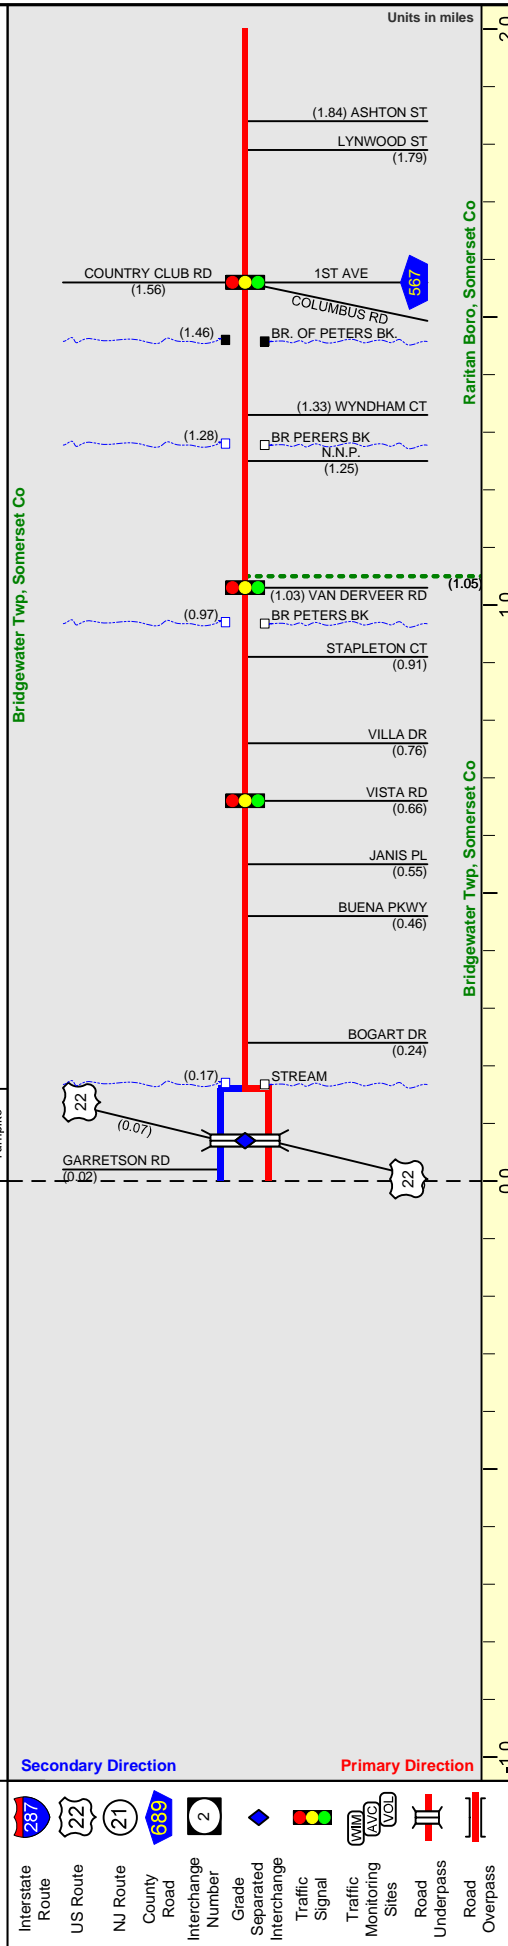 Units in miles
2.0
(1.84) ASHTON ST
LYNWOOD ST
(1.79)
COUNTRY CLUB RD
(1.56)
1ST AVE
567
COLUMBUS RD
Raritan Boro, Somerset Co
(1.46)
BR. OF PETERS BK.
(1.33) WYNDHAM CT
(1.28)
BR PERERS BK
N.N.P.
(1.25)
Bridgewater Twp, Somerset Co
(1.05)
(1.03) VAN DERVEER RD
1.0
(0.97)
BR PETERS BK
STAPLETON CT
(0.91)
VILLA DR
(0.76)
VISTA RD
(0.66)
Bridgewater Twp, Somerset Co
JANIS PL
(0.55)
BUENA PKWY
(0.46)
BOGART DR
(0.24)
(0.17)
STREAM
22
(0.07)
GARRETSON RD
(0.02)
22
0.0
Secondary Direction
Primary Direction
-1.0
Interstate
Route
287
US Route
22
NJ Route
21
County
Road
689
Interchange
Number
2
Grade
Separated
Interchange
Traffic
Signal
Traffic
Monitoring
Sites
WIM
AVC
VOL
Road
Underpass
Road
Overpass